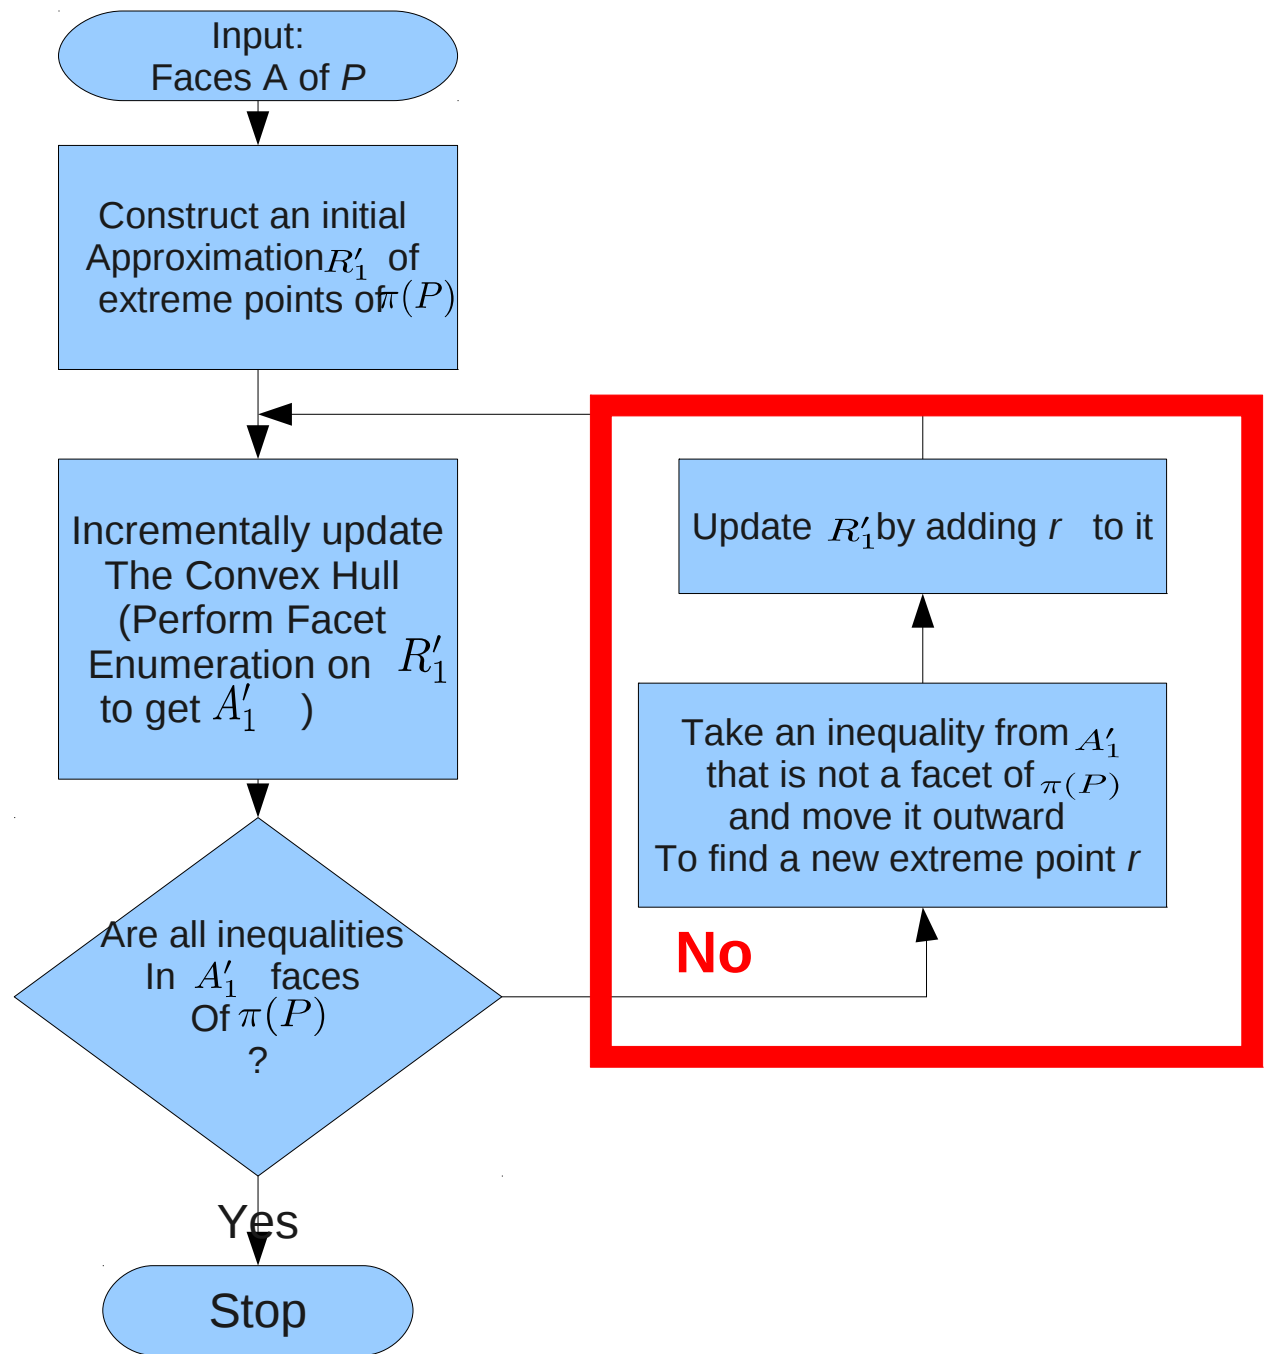 Input:
Faces A of P
Construct an initial
Approximation R′₁ of
extreme points of π(P)
Incrementally update
The Convex Hull
(Perform Facet
Enumeration on R′₁
to get A′₁ )
Are all inequalities
In A′₁ faces
Of π(P)
?
Yes
Stop
Update R′₁ by adding r to it
Take an inequality from A′₁
that is not a facet of π(P)
and move it outward
To find a new extreme point r
No